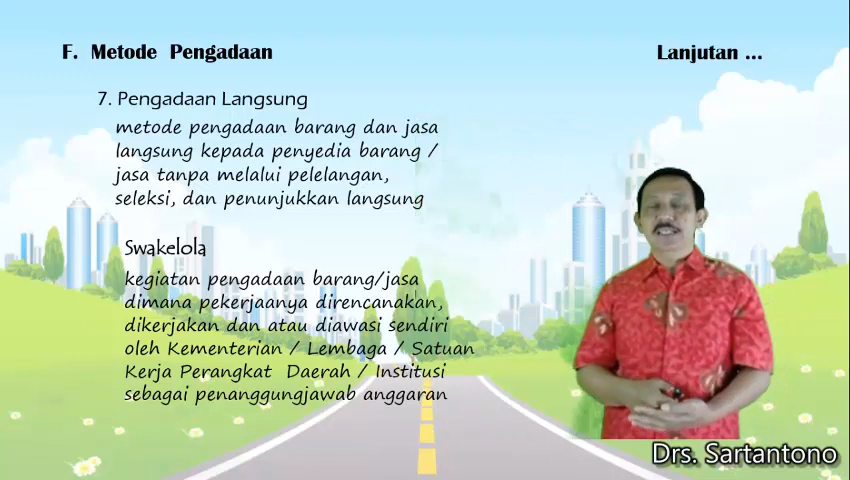 F. Metode Pengadaan
Lanjutan ...
7. Pengadaan Langsung
metode pengadaan barang dan jasa
langsung kepada penyedia barang /
jasa tanpa melalui pelelangan,
seleksi, dan penunjukkan langsung
Swakelola
kegiatan pengadaan barang/jasa
dimana pekerjaanya direncanakan,
dikerjakan dan atau diawasi sendiri
oleh Kementerian / Lembaga / Satuan
Kerja Perangkat Daerah / Institusi
sebagai penanggungjawab anggaran
Drs. Sartantono